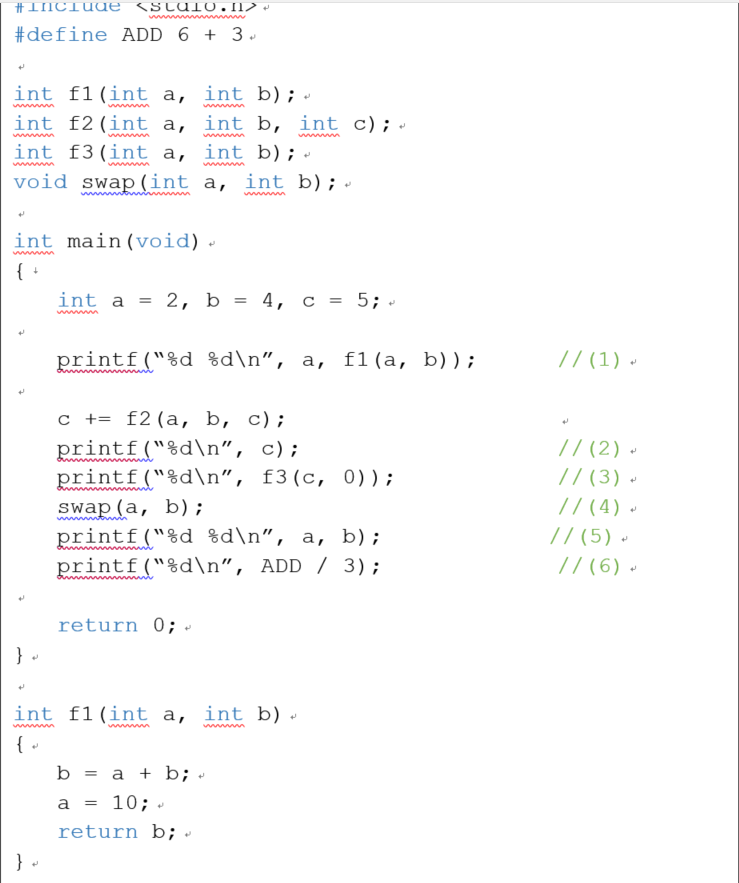 #include <stdio.h>
#define ADD 6 + 3
int f1(int a, int b);
int f2(int a, int b, int c);
int f3(int a, int b);
void swap(int a, int b);
int main(void)
{
int a = 2, b = 4, c = 5;
printf(“%d %d\n”, a, f1(a, b)); //(1)
c += f2(a, b, c);
printf(“%d\n”, c); //(2)
printf(“%d\n”, f3(c, 0)); //(3)
swap(a, b); //(4)
printf(“%d %d\n”, a, b); //(5)
printf(“%d\n”, ADD / 3); //(6)
return 0;
}
int f1(int a, int b)
{
b = a + b;
a = 10;
return b;
}